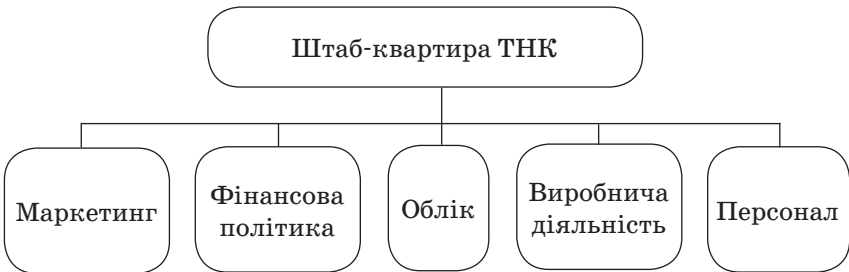 Штаб-квартира ТНК
Маркетинг
Фінансова
політика
Облік
Виробнича
діяльність
Персонал